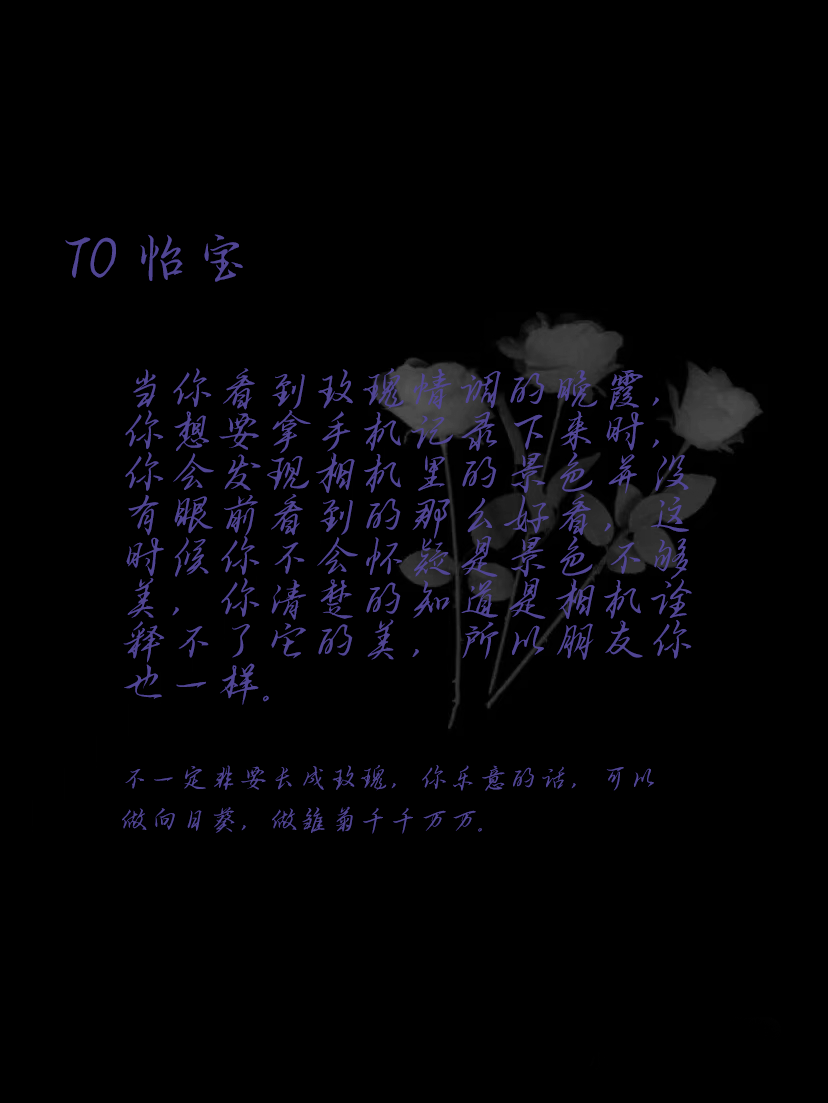 TO 怡宝
当你看到玫瑰情调的晚霞，
你想要拿手机记录下来时，
你会发现相机里的景色并没
有眼前看到的那么好看，这
时候你不会怀疑是景色不够
美，你清楚的知道是相机诠
释不了它的美，所以朋友你
也一样。
不一定非要长成玫瑰，你乐意的话，可以
做向日葵，做雏菊千千万万。